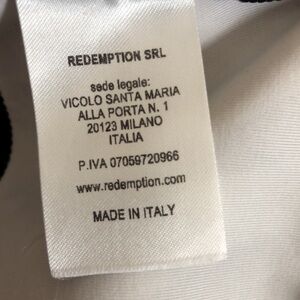 REDEMPTION SRL
sede legale:
VICOLO SANTA MARIA
ALLA PORTA N. 1
20123 MILANO
ITALIA
P.IVA 07059720966
www.redemption.com
MADE IN ITALY